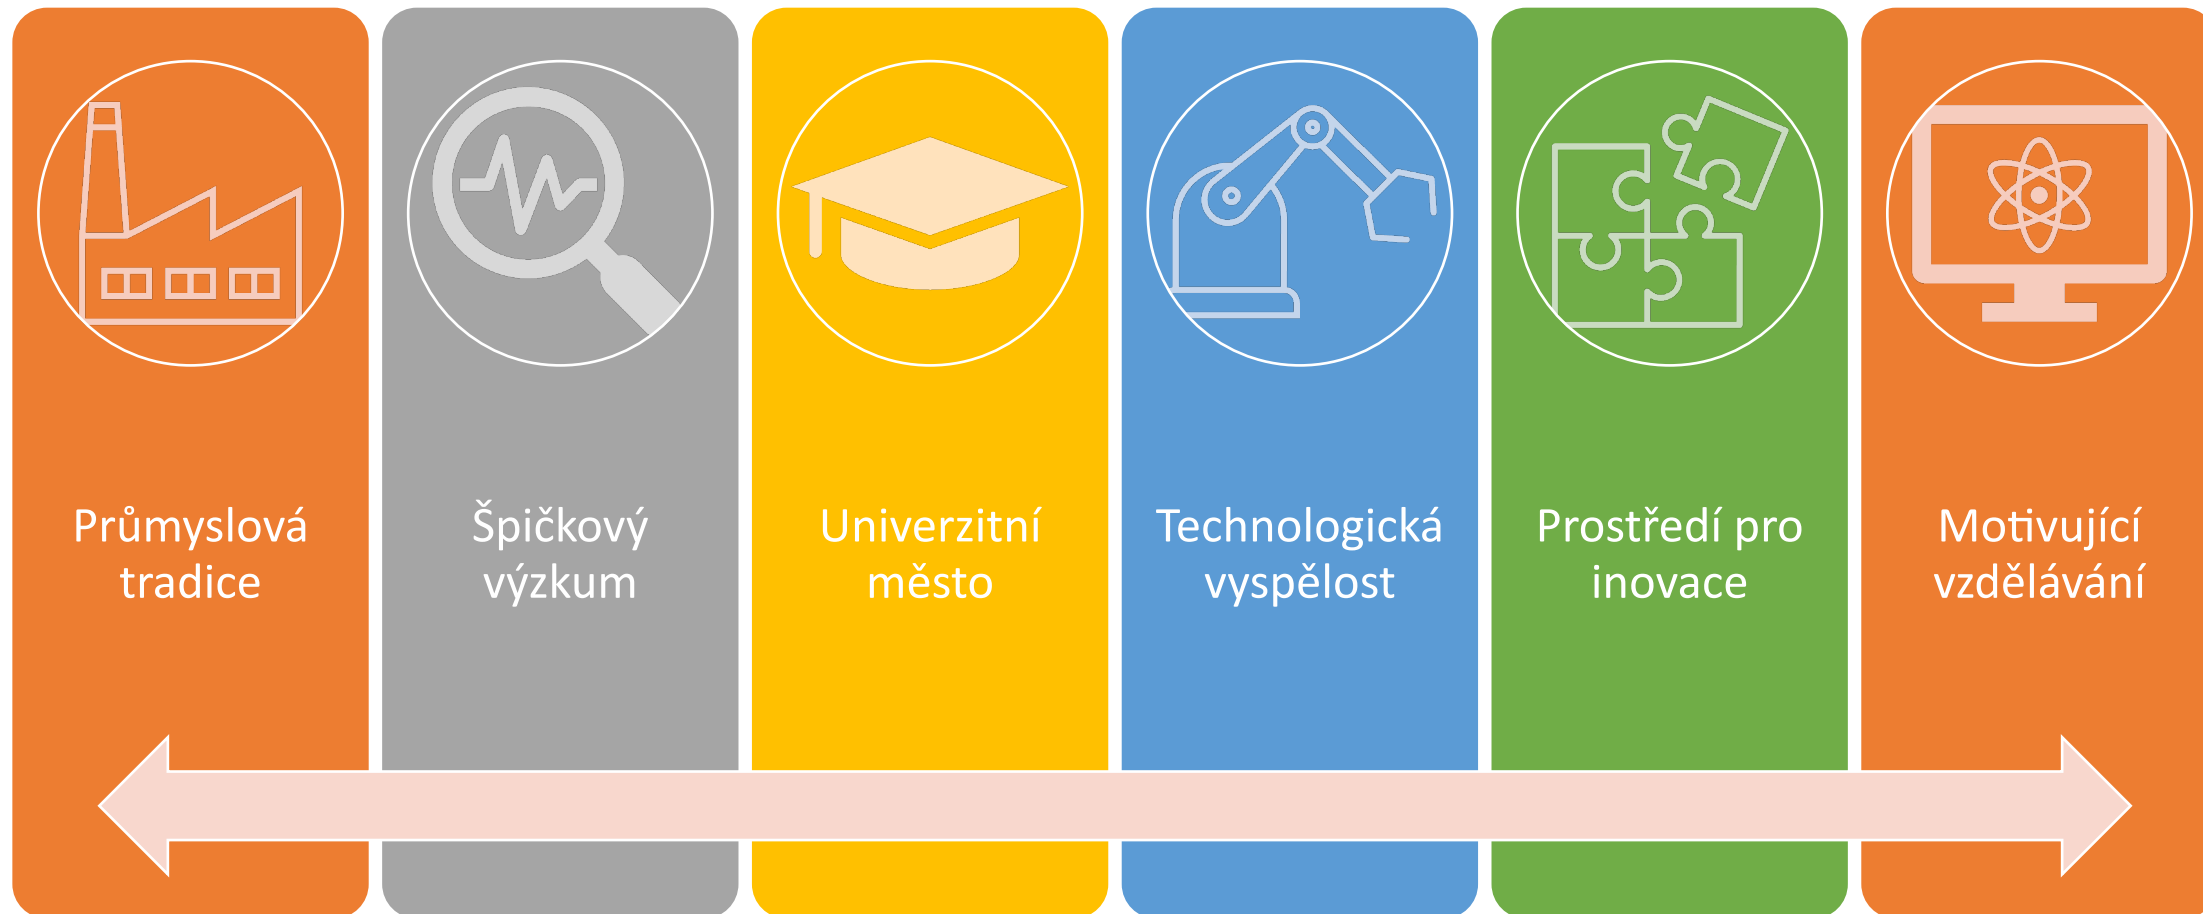 Průmyslová
tradice
Špičkový
výzkum
Univerzitní
město
Technologická
vyspělost
Prostředí pro
inovace
Motivující
vzdělávání